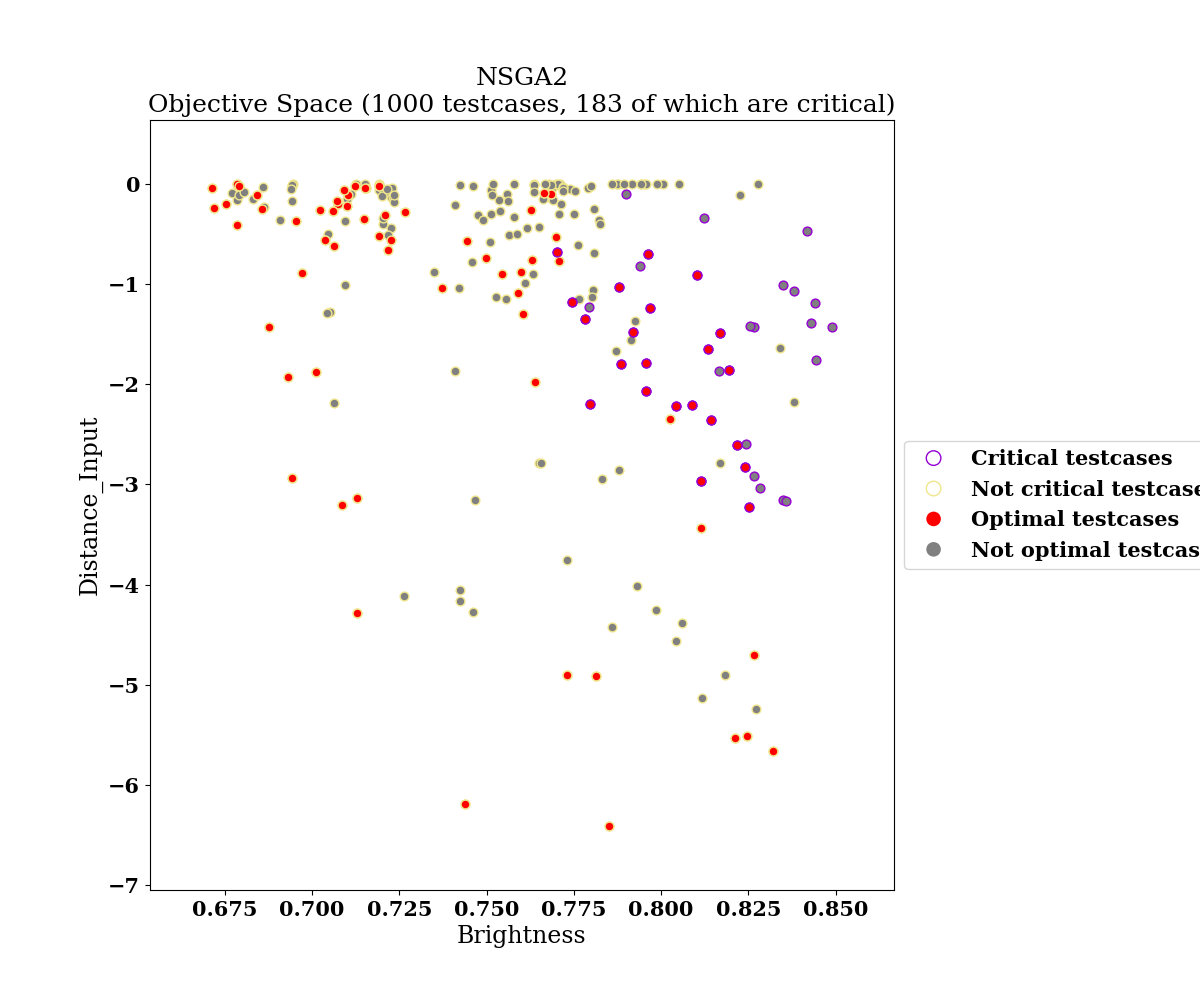 NSGA2
Objective Space (1000 testcases, 183 of which are critical)
0
−1
−2
−3
−4
−5
−6
−7
Distance_Input
0.675 0.700 0.725 0.750 0.775 0.800 0.825 0.850
Brightness
Critical testcases
Not critical testcase
Optimal testcases
Not optimal testcas